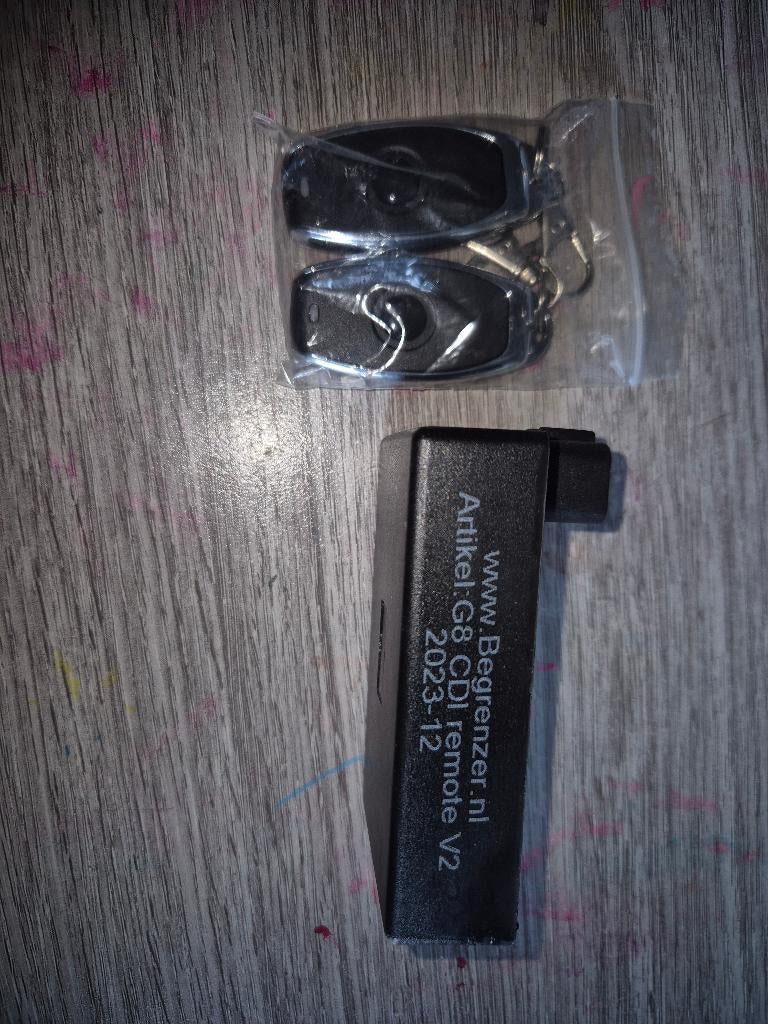 www.Begrenzer.nl
Artikel:G8 CDI remote V2
2023-12